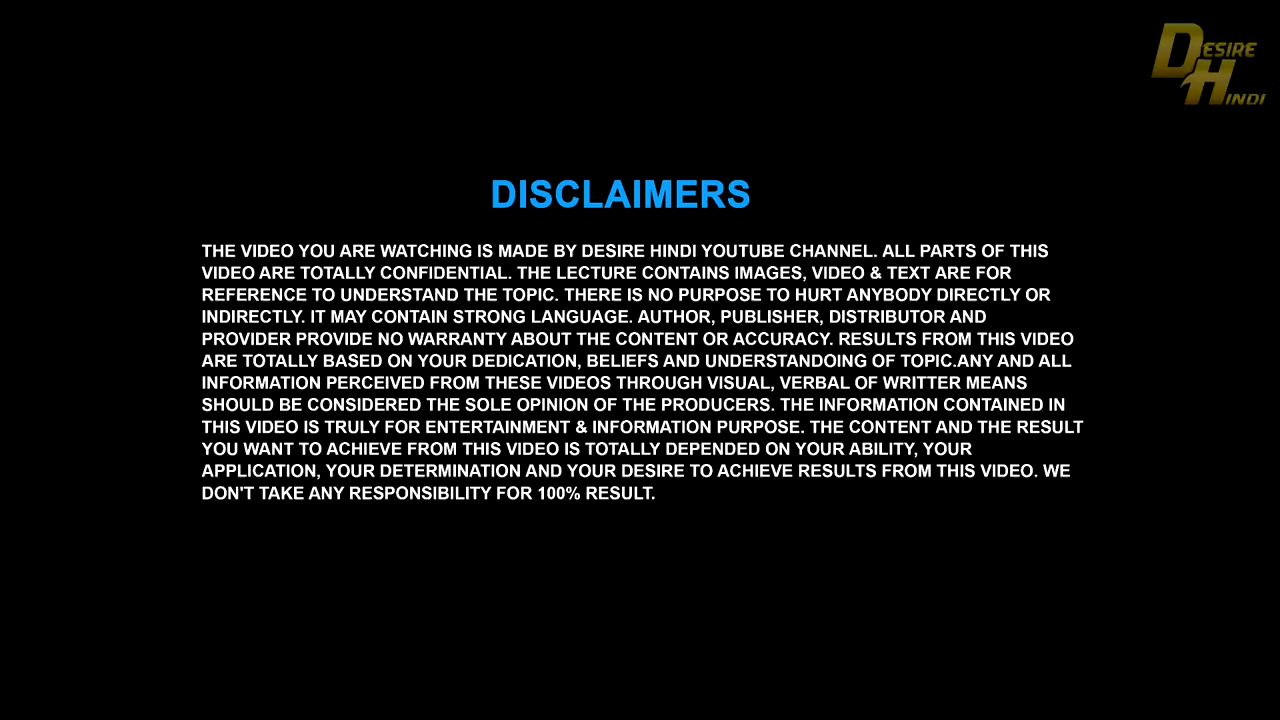 DESIRE
HINDI
DISCLAIMERS
THE VIDEO YOU ARE WATCHING IS MADE BY DESIRE HINDI YOUTUBE CHANNEL. ALL PARTS OF THIS
VIDEO ARE TOTALLY CONFIDENTIAL. THE LECTURE CONTAINS IMAGES, VIDEO & TEXT ARE FOR
REFERENCE TO UNDERSTAND THE TOPIC. THERE IS NO PURPOSE TO HURT ANYBODY DIRECTLY OR
INDIRECTLY. IT MAY CONTAIN STRONG LANGUAGE. AUTHOR, PUBLISHER, DISTRIBUTOR AND
PROVIDER PROVIDE NO WARRANTY ABOUT THE CONTENT OR ACCURACY. RESULTS FROM THIS VIDEO
ARE TOTALLY BASED ON YOUR DEDICATION, BELIEFS AND UNDERSTANDOING OF TOPIC.ANY AND ALL
INFORMATION PERCEIVED FROM THESE VIDEOS THROUGH VISUAL, VERBAL OF WRITTER MEANS
SHOULD BE CONSIDERED THE SOLE OPINION OF THE PRODUCERS. THE INFORMATION CONTAINED IN
THIS VIDEO IS TRULY FOR ENTERTAINMENT & INFORMATION PURPOSE. THE CONTENT AND THE RESULT
YOU WANT TO ACHIEVE FROM THIS VIDEO IS TOTALLY DEPENDED ON YOUR ABILITY, YOUR
APPLICATION, YOUR DETERMINATION AND YOUR DESIRE TO ACHIEVE RESULTS FROM THIS VIDEO. WE
DON'T TAKE ANY RESPONSIBILITY FOR 100% RESULT.